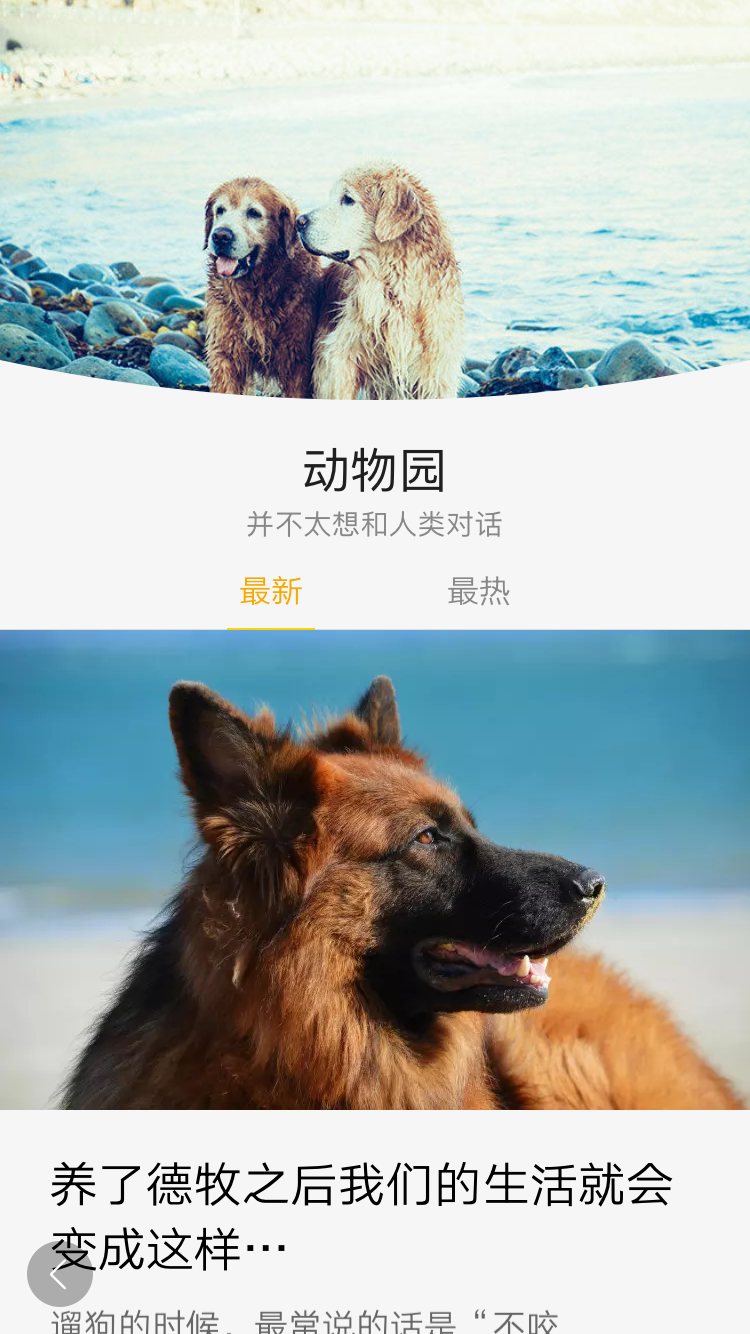 动物园
并不太想和人类对话
最新 最热
养了德牧之后我们的生活就会
变成这样…
遛狗的时候，最常说的话是“不咬